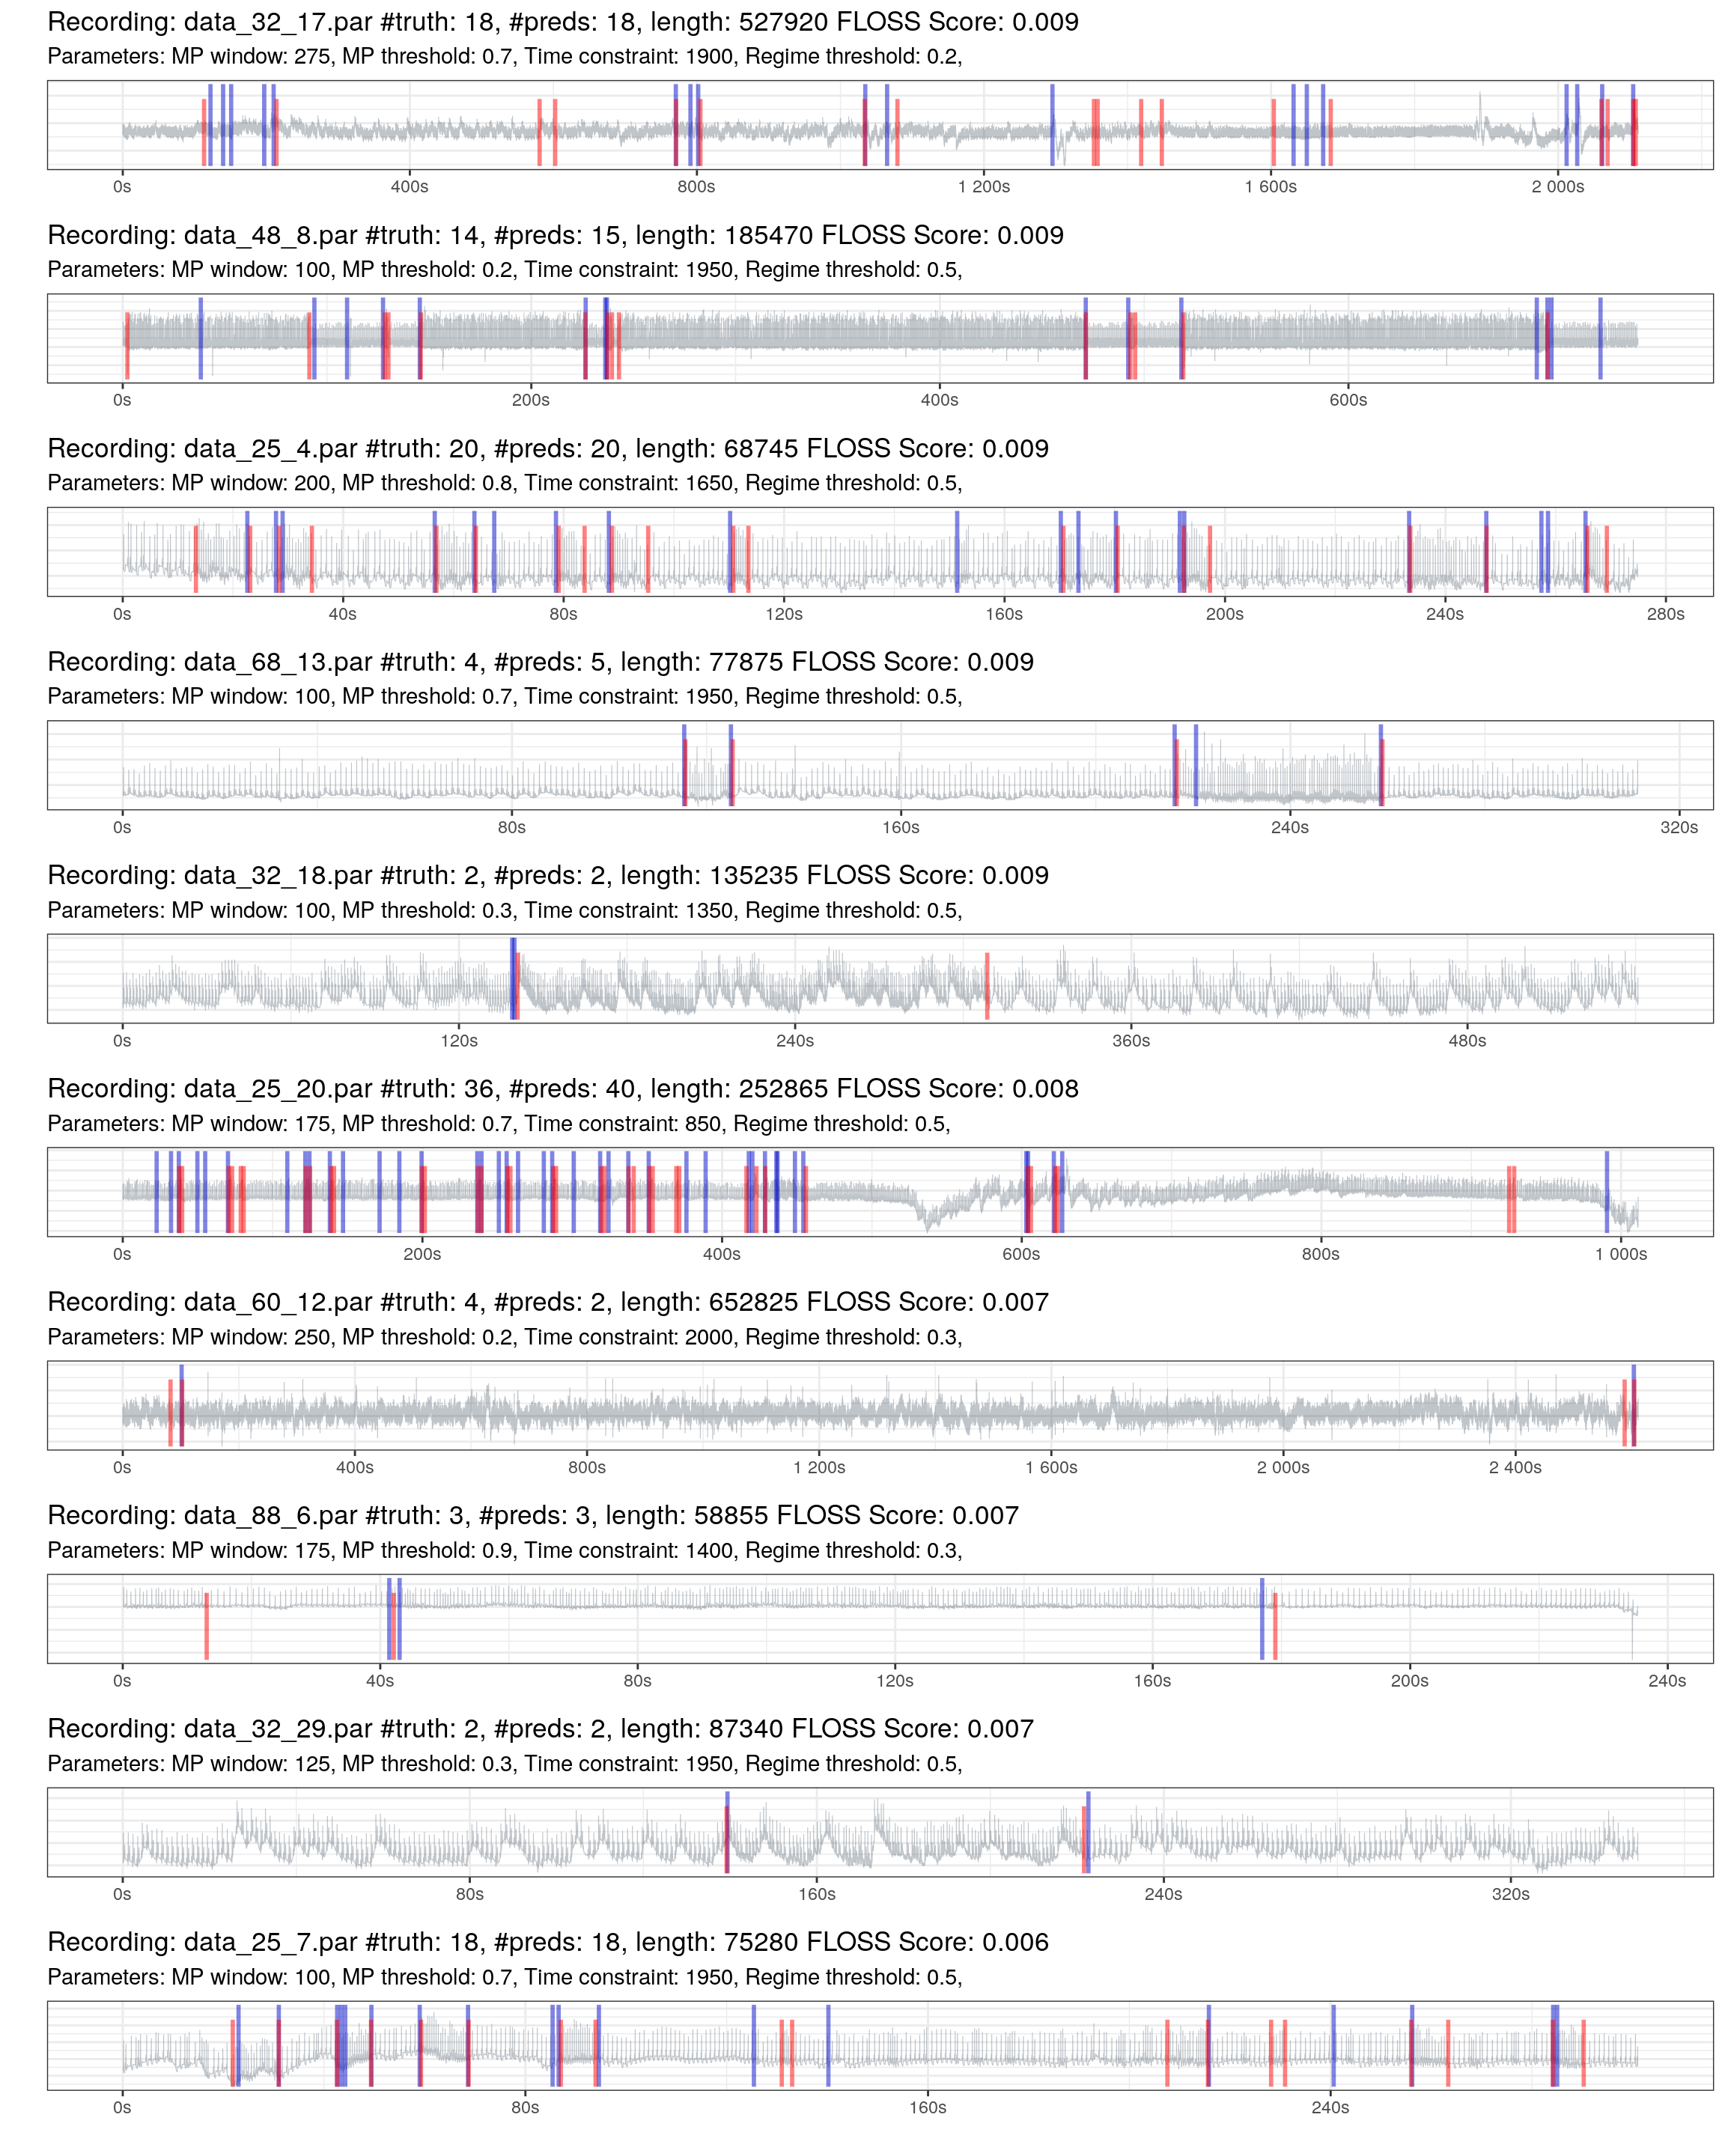 Recording: data_32_17.par #truth: 18, #preds: 18, length: 527920 FLOSS Score: 0.009
Parameters: MP window: 275, MP threshold: 0.7, Time constraint: 1900, Regime threshold: 0.2,
0s 400s 800s 1 200s 1 600s 2 000s
Recording: data_48_8.par #truth: 14, #preds: 15, length: 185470 FLOSS Score: 0.009
Parameters: MP window: 100, MP threshold: 0.2, Time constraint: 1950, Regime threshold: 0.5,
0s 200s 400s 600s
Recording: data_25_4.par #truth: 20, #preds: 20, length: 68745 FLOSS Score: 0.009
Parameters: MP window: 200, MP threshold: 0.8, Time constraint: 1650, Regime threshold: 0.5,
0s 40s 80s 120s 160s 200s 240s 280s
Recording: data_68_13.par #truth: 4, #preds: 5, length: 77875 FLOSS Score: 0.009
Parameters: MP window: 100, MP threshold: 0.7, Time constraint: 1950, Regime threshold: 0.5,
0s 80s 160s 240s 320s
Recording: data_32_18.par #truth: 2, #preds: 2, length: 135235 FLOSS Score: 0.009
Parameters: MP window: 100, MP threshold: 0.3, Time constraint: 1350, Regime threshold: 0.5,
0s 120s 240s 360s 480s
Recording: data_25_20.par #truth: 36, #preds: 40, length: 252865 FLOSS Score: 0.008
Parameters: MP window: 175, MP threshold: 0.7, Time constraint: 850, Regime threshold: 0.5,
0s 200s 400s 600s 800s 1 000s
Recording: data_60_12.par #truth: 4, #preds: 2, length: 652825 FLOSS Score: 0.007
Parameters: MP window: 250, MP threshold: 0.2, Time constraint: 2000, Regime threshold: 0.3,
0s 400s 800s 1 200s 1 600s 2 000s 2 400s
Recording: data_88_6.par #truth: 3, #preds: 3, length: 58855 FLOSS Score: 0.007
Parameters: MP window: 175, MP threshold: 0.9, Time constraint: 1400, Regime threshold: 0.3,
0s 40s 80s 120s 160s 200s 240s
Recording: data_32_29.par #truth: 2, #preds: 2, length: 87340 FLOSS Score: 0.007
Parameters: MP window: 125, MP threshold: 0.3, Time constraint: 1950, Regime threshold: 0.5,
0s 80s 160s 240s 320s
Recording: data_25_7.par #truth: 18, #preds: 18, length: 75280 FLOSS Score: 0.006
Parameters: MP window: 100, MP threshold: 0.7, Time constraint: 1950, Regime threshold: 0.5,
0s 80s 160s 240s